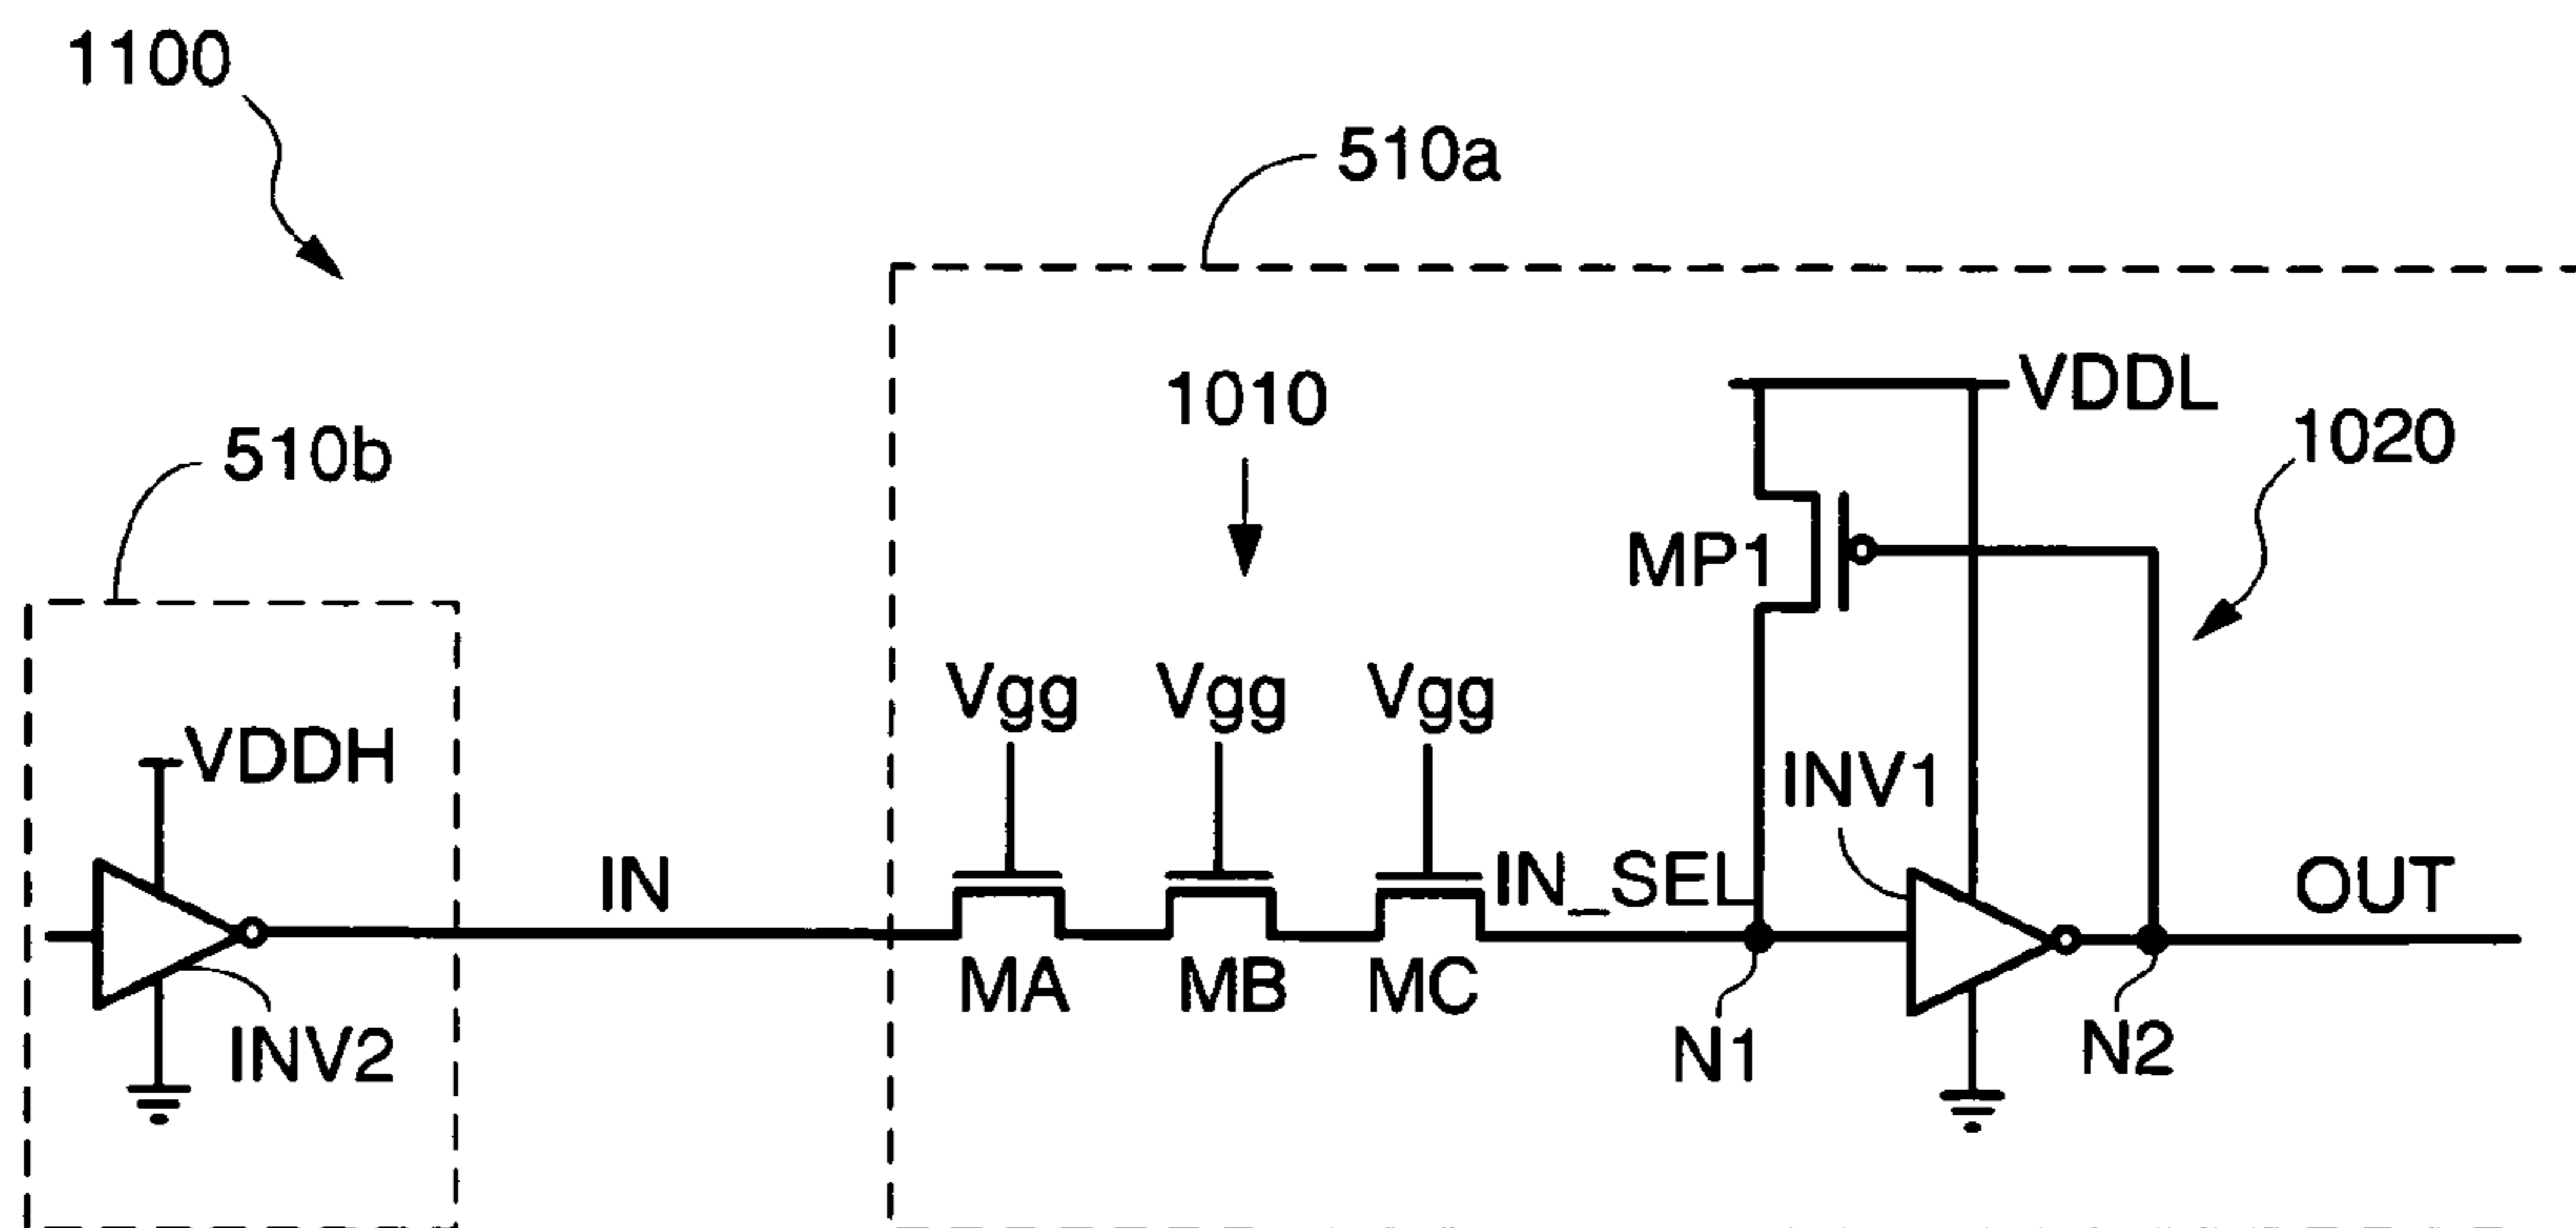 1100
510a
1010
VDDL
1020
510b
MP1
Vgg Vgg Vgg
VDDH
INV1
IN
IN_SEL
OUT
MA MB MC
INV2
N1
N2